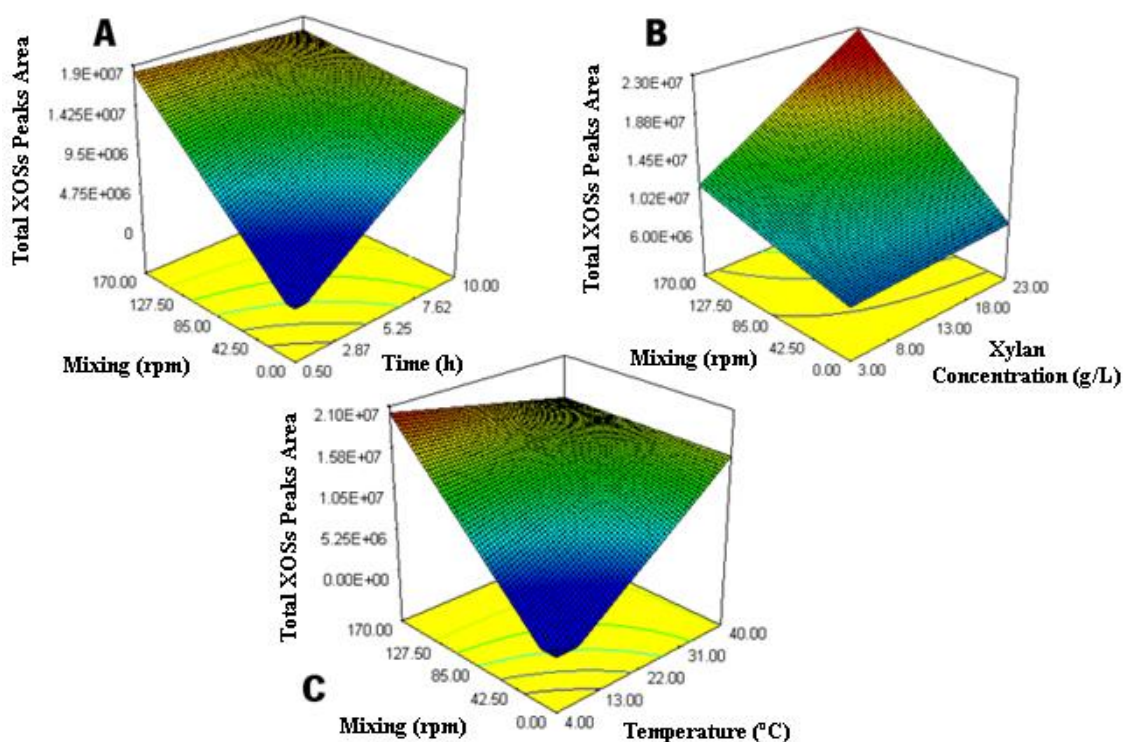 A
Total XOSs Peaks Area
1.9E+007
1.425E+007
9.5E+006
4.75E+006
0
170.00
127.50
85.00
42.50
0.00
Mixing (rpm)
0.50
2.87
5.25
7.62
10.00
Time (h)
B
Total XOSs Peaks Area
2.30E+07
1.88E+07
1.45E+07
1.02E+07
6.00E+06
170.00
127.50
85.00
42.50
0.00
Mixing (rpm)
3.00
8.00
13.00
18.00
23.00
Xylan
Concentration (g/L)
C
Total XOSs Peaks Area
2.10E+07
1.58E+07
1.05E+07
5.25E+06
0.00E+00
170.00
127.50
85.00
42.50
0.00
Mixing (rpm)
4.00
13.00
22.00
31.00
40.00
Temperature (ºC)